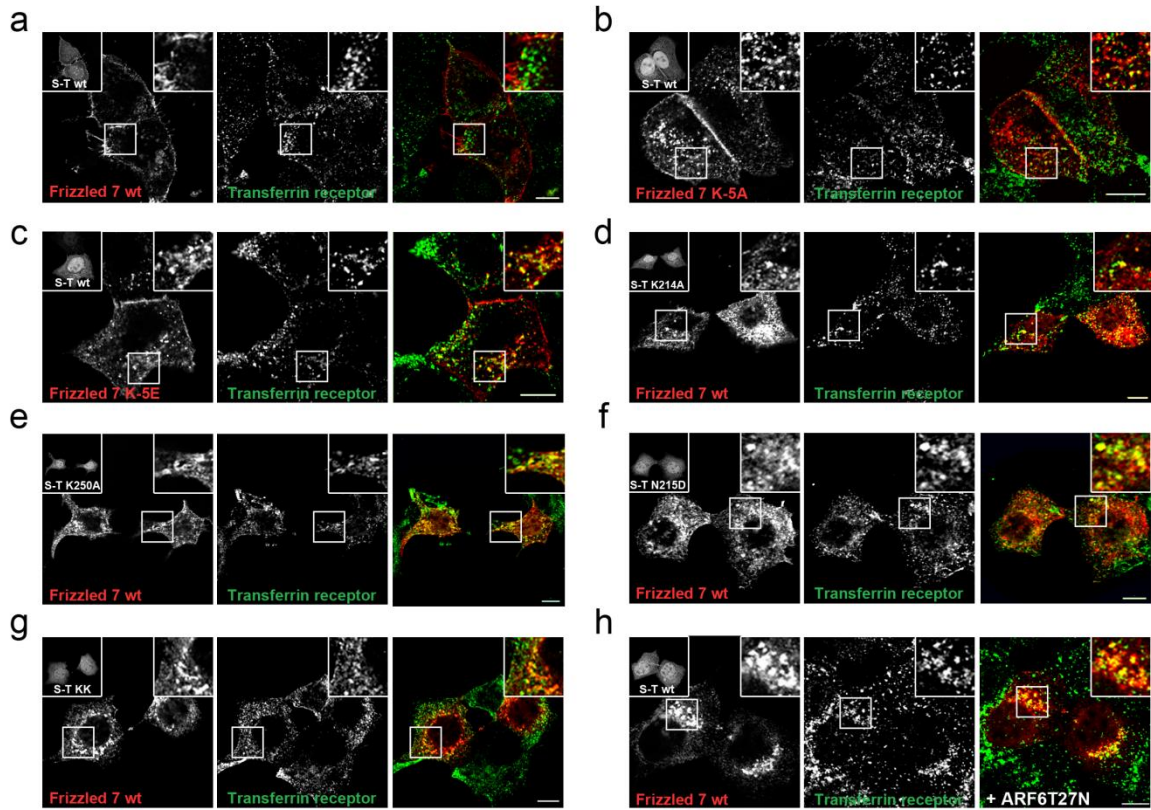 a
S-T wt
Frizzled 7 wt
Transferrin receptor
b
S-T wt
Frizzled 7 K-5A
Transferrin receptor
c
S-T wt
Frizzled 7 K-5E
Transferrin receptor
d
S-T K214A
Frizzled 7 wt
Transferrin receptor
e
S-T K250A
Frizzled 7 wt
Transferrin receptor
f
S-T N215D
Frizzled 7 wt
Transferrin receptor
g
S-T KK
Frizzled 7 wt
Transferrin receptor
h
S-T wt
Frizzled 7 wt
Transferrin receptor
+ ARF6T27N